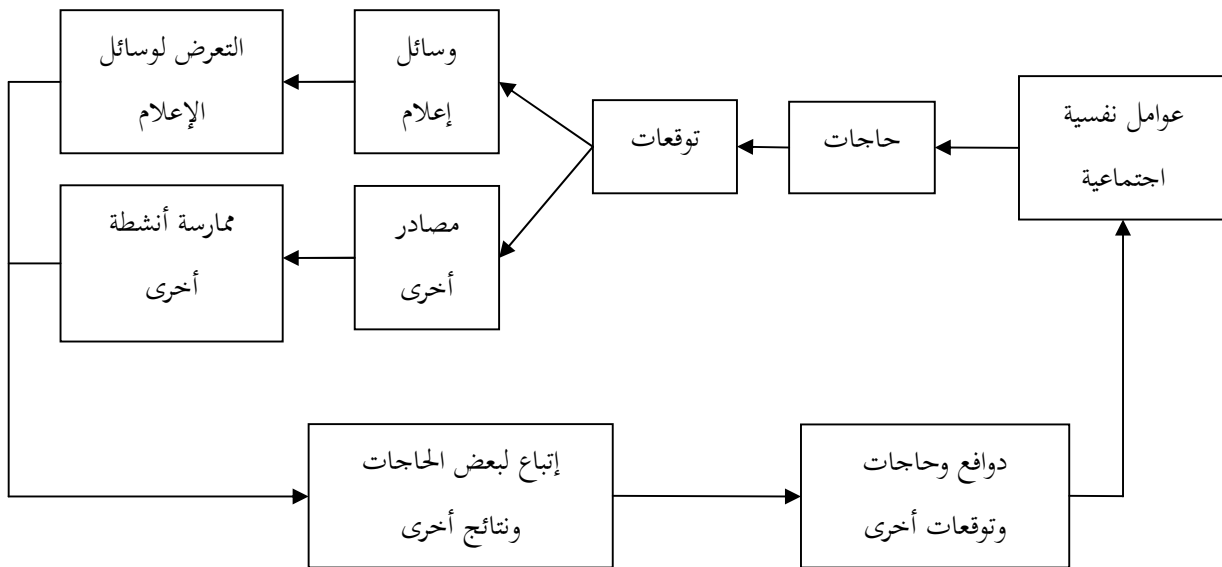 عوامل نفسية
اجتماعية
حاجات
توقعات
وسائل
إعلام
التعرض لوسائل
الإعلام
مصادر
أخرى
ممارسة أنشطة
أخرى
إتباع لبعض الحاجات
ونتائج أخرى
دوافع وحاجات
وتوقعات أخرى